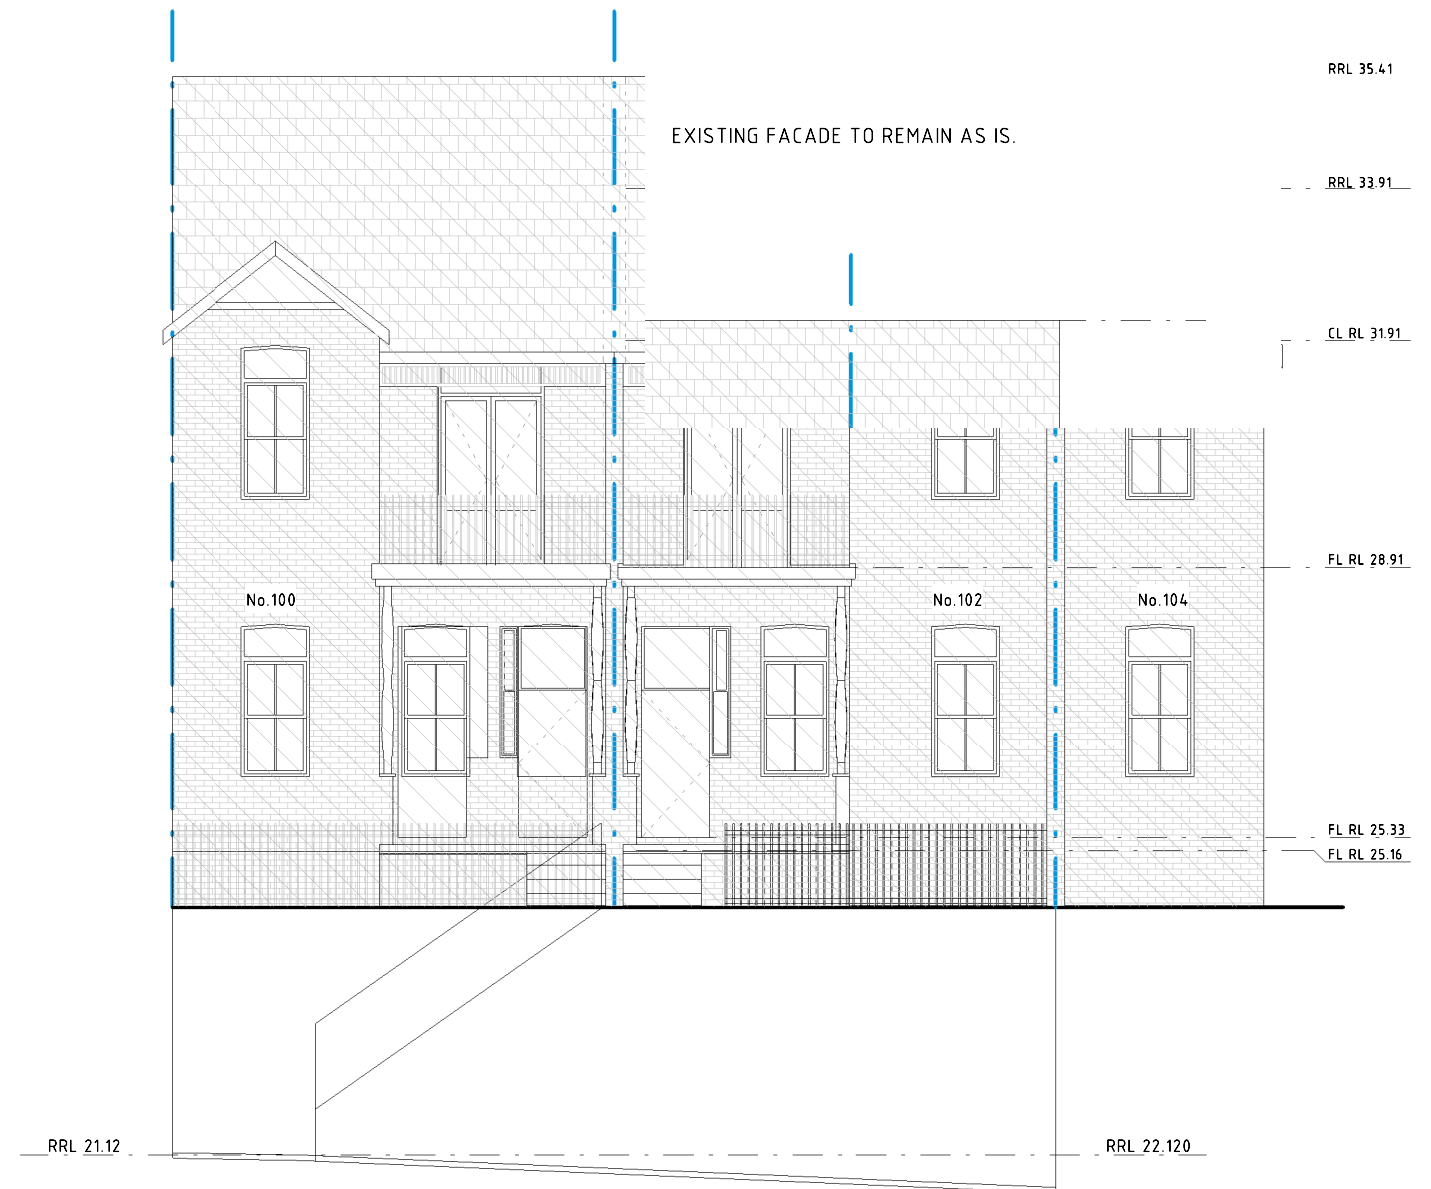 RRL 35.41
EXISTING FACADE TO REMAIN AS IS.
RRL 33.91
CL RL 31.91
FL RL 28.91
No.100
No.102
No.104
FL RL 25.33
FL RL 25.16
RRL 21.12
RRL 22.120